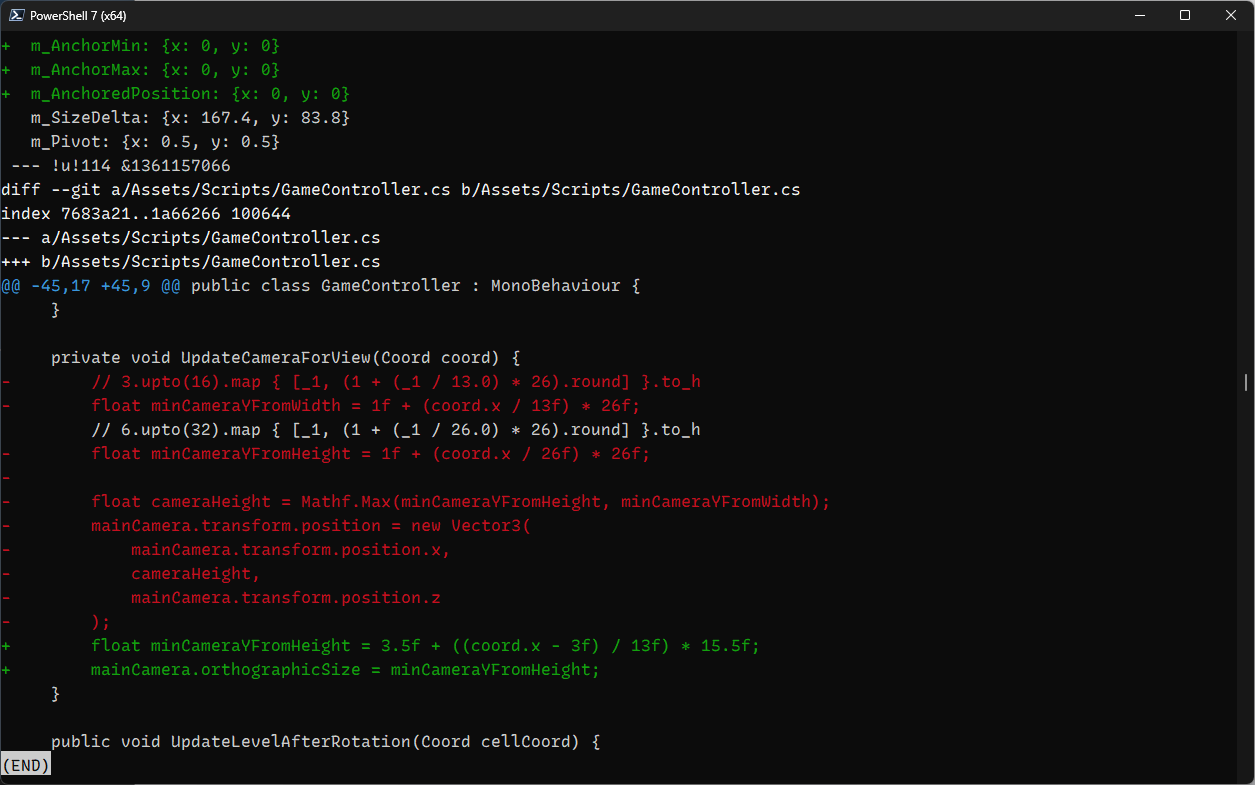 PowerShell 7 (x64)
+  m_AnchorMin: {x: 0, y: 0}
+  m_AnchorMax: {x: 0, y: 0}
+  m_AnchoredPosition: {x: 0, y: 0}
   m_SizeDelta: {x: 167.4, y: 83.8}
   m_Pivot: {x: 0.5, y: 0.5}
 --- !u!114 &1361157066
diff --git a/Assets/Scripts/GameController.cs b/Assets/Scripts/GameController.cs
index 7683a21..1a66266 100644
--- a/Assets/Scripts/GameController.cs
+++ b/Assets/Scripts/GameController.cs
@@ -45,17 +45,9 @@ public class GameController : MonoBehaviour {
     }
     private void UpdateCameraForView(Coord coord) {
-        // 3.upto(16).map { [_1, (1 + (_1 / 13.0) * 26).round] }.to_h
-        float minCameraYFromWidth = 1f + (coord.x / 13f) * 26f;
         // 6.upto(32).map { [_1, (1 + (_1 / 26.0) * 26).round] }.to_h
-        float minCameraYFromHeight = 1f + (coord.x / 26f) * 26f;
-
-        float cameraHeight = Mathf.Max(minCameraYFromHeight, minCameraYFromWidth);
-        mainCamera.transform.position = new Vector3(
-            mainCamera.transform.position.x,
-            cameraHeight,
-            mainCamera.transform.position.z
-        );
+        float minCameraYFromHeight = 3.5f + ((coord.x - 3f) / 13f) * 15.5f;
+        mainCamera.orthographicSize = minCameraYFromHeight;
     }
     public void UpdateLevelAfterRotation(Coord cellCoord) {
(END)